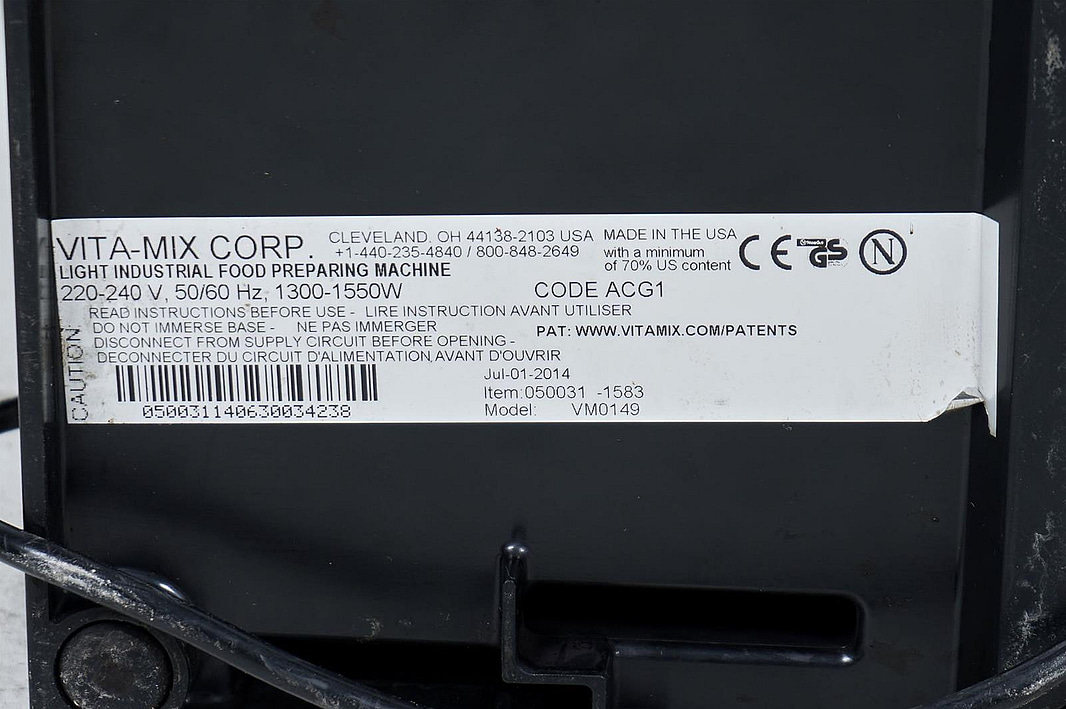 VITA-MIX CORP.
CLEVELAND, OH 44138-2103 USA
+1-440-235-4840 / 800-848-2649
MADE IN THE USA
with a minimum
of 70% US content
CE
GS
N
LIGHT INDUSTRIAL FOOD PREPARING MACHINE
220-240 V, 50/60 Hz, 1300-1550W
CODE ACG1
CAUTION:
READ INSTRUCTIONS BEFORE USE - LIRE INSTRUCTION AVANT UTILISER
DO NOT IMMERSE BASE - NE PAS IMMERGER
PAT: WWW.VITAMIX.COM/PATENTS
DISCONNECT FROM SUPPLY CIRCUIT BEFORE OPENING -
DECONNECTER DU CIRCUIT D'ALIMENTATION AVANT D'OUVRIR
Jul-01-2014
Item:050031 -1583
Model: VM0149
050031140630034238